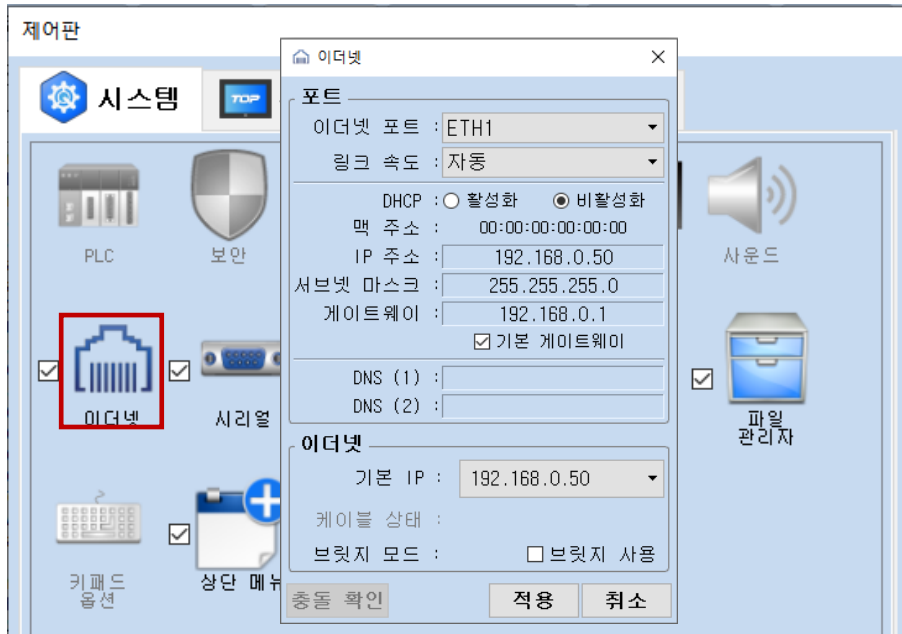 제어판
이더넷
시스템
TOP
포트
이더넷 포트 : ETH1
링크 속도 : 자동
DHCP : 활성화 비활성화
맥 주소 : 00:00:00:00:00:00
IP 주소 : 192.168.0.50
서브넷 마스크 : 255.255.255.0
게이트웨이 : 192.168.0.1
기본 게이트웨이
DNS (1) :
DNS (2) :
이더넷
기본 IP : 192.168.0.50
케이블 상태 :
브릿지 모드 : 브릿지 사용
충돌 확인 적용 취소
PLC
보안
사운드
이더넷
시리얼
파일
관리자
키패드
옵션
상단 메뉴